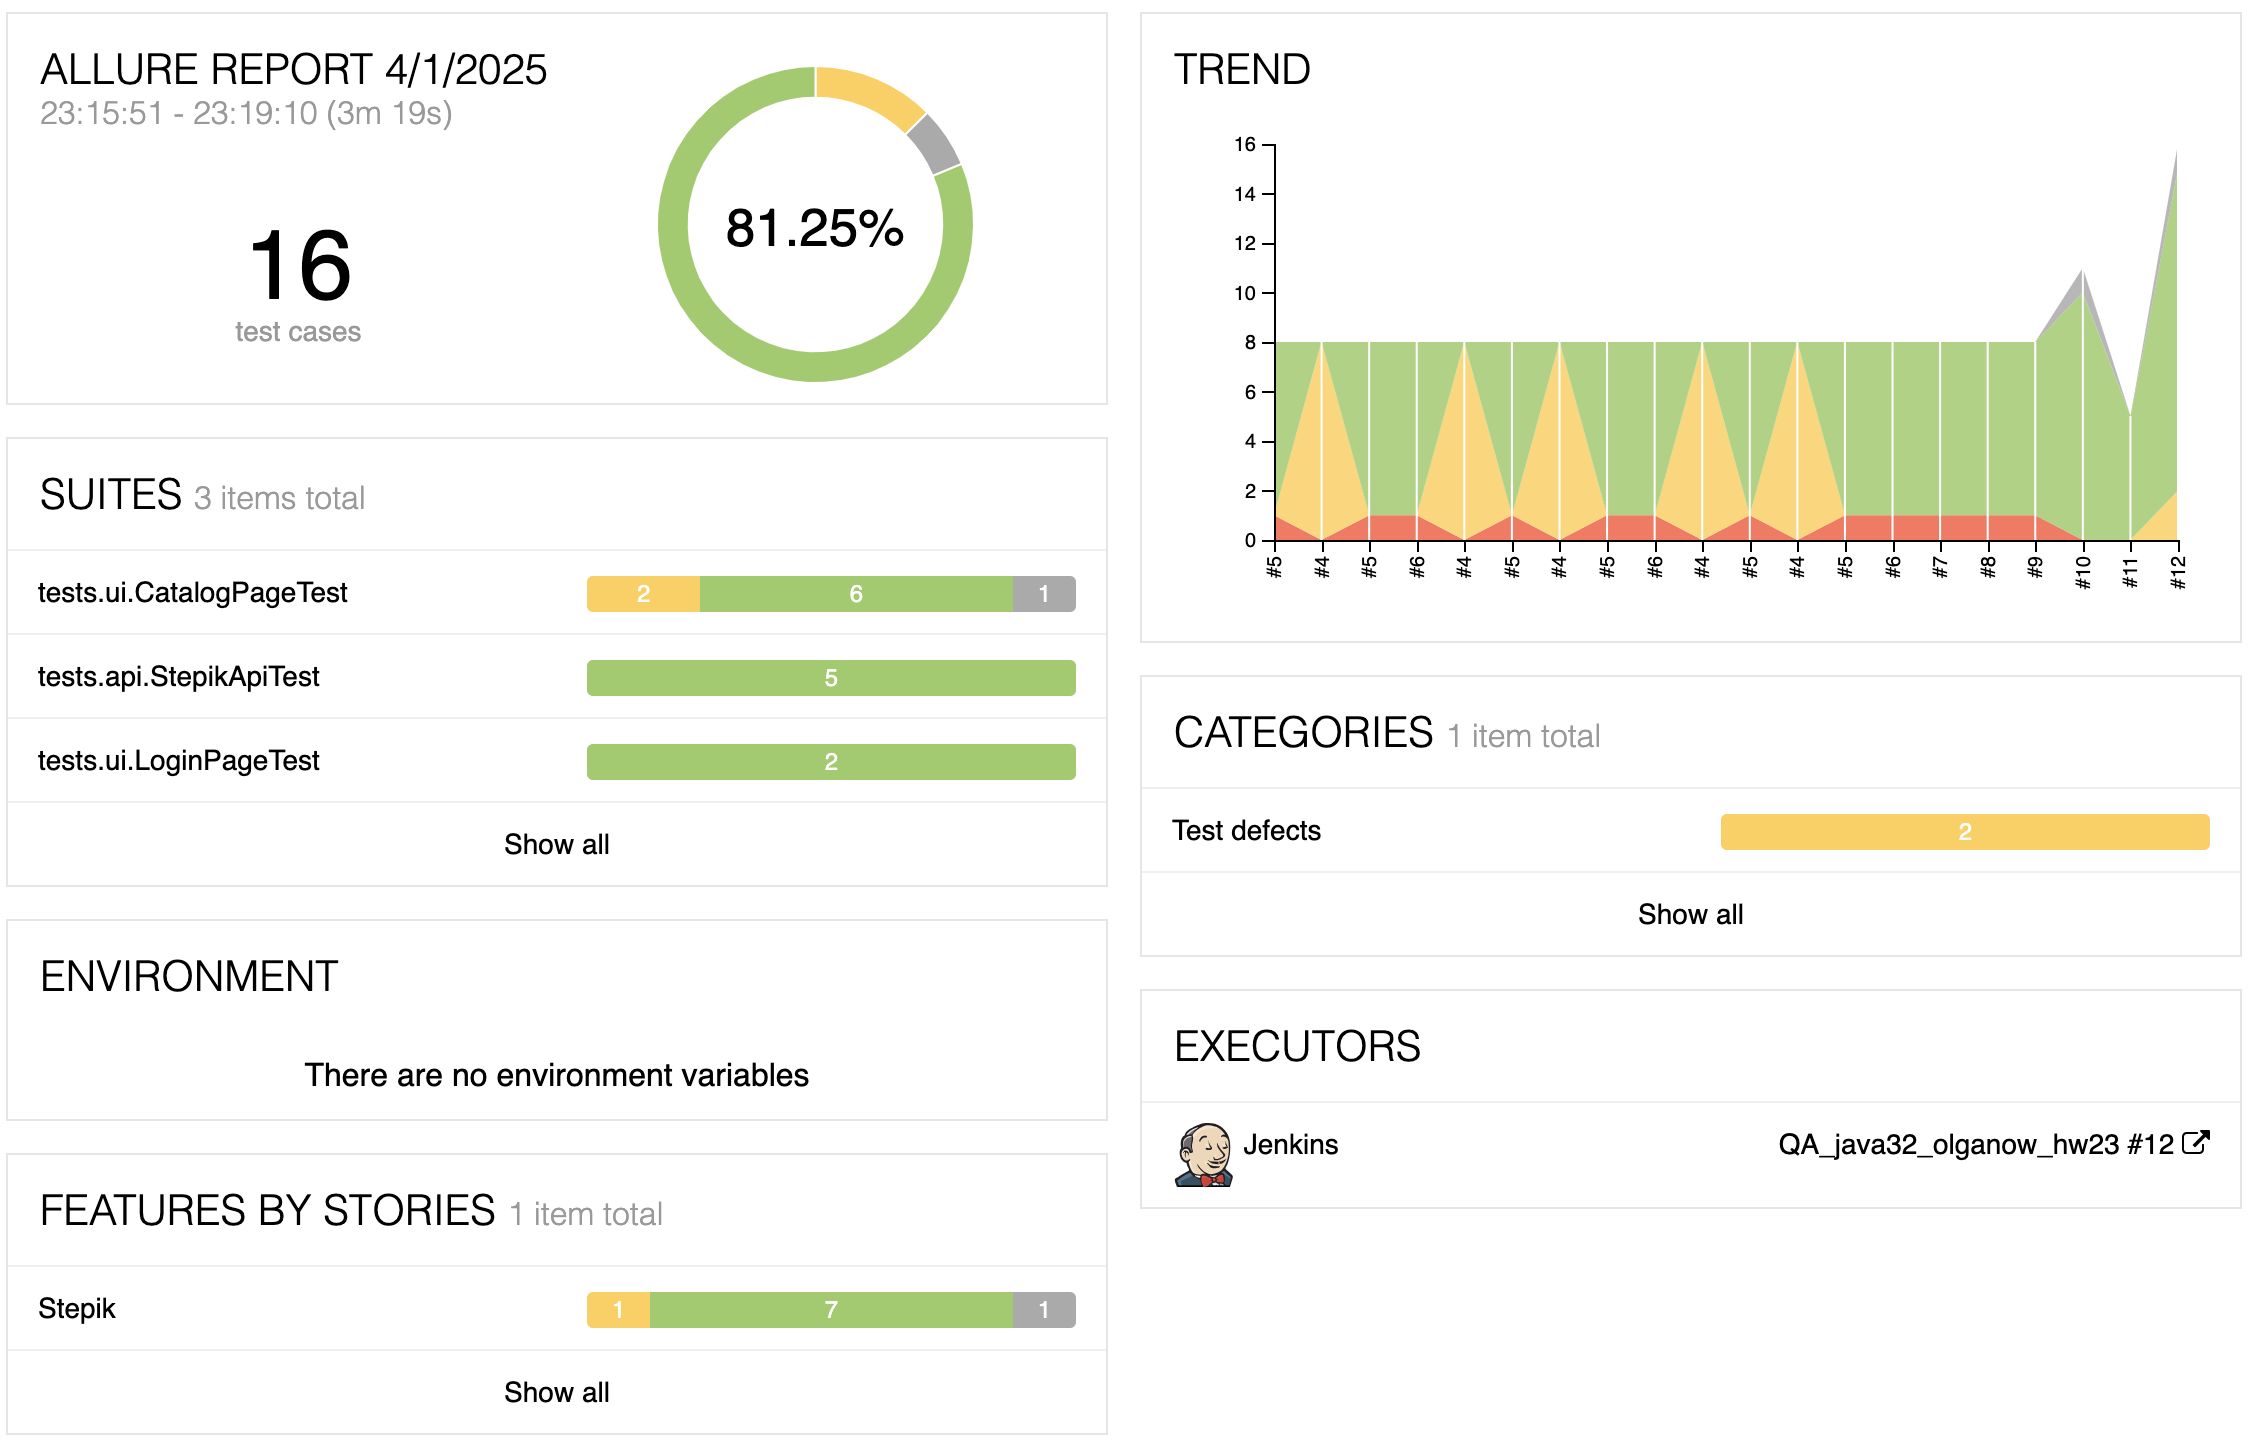 ALLURE REPORT 4/1/2025
23:15:51 - 23:19:10 (3m 19s)
16
test cases
81.25%
SUITES 3 items total
tests.ui.CatalogPageTest 2 6 1
tests.api.StepikApiTest 5
tests.ui.LoginPageTest 2
Show all
ENVIRONMENT
There are no environment variables
FEATURES BY STORIES 1 item total
Stepik 1 7 1
Show all
TREND
16
14
12
10
8
6
4
2
0
#5 #4 #5 #6 #4 #5 #4 #5 #6 #4 #5 #4 #5 #6 #7 #8 #9 #10 #11 #12
CATEGORIES 1 item total
Test defects 2
Show all
EXECUTORS
Jenkins QA_java32_olganow_hw23 #12